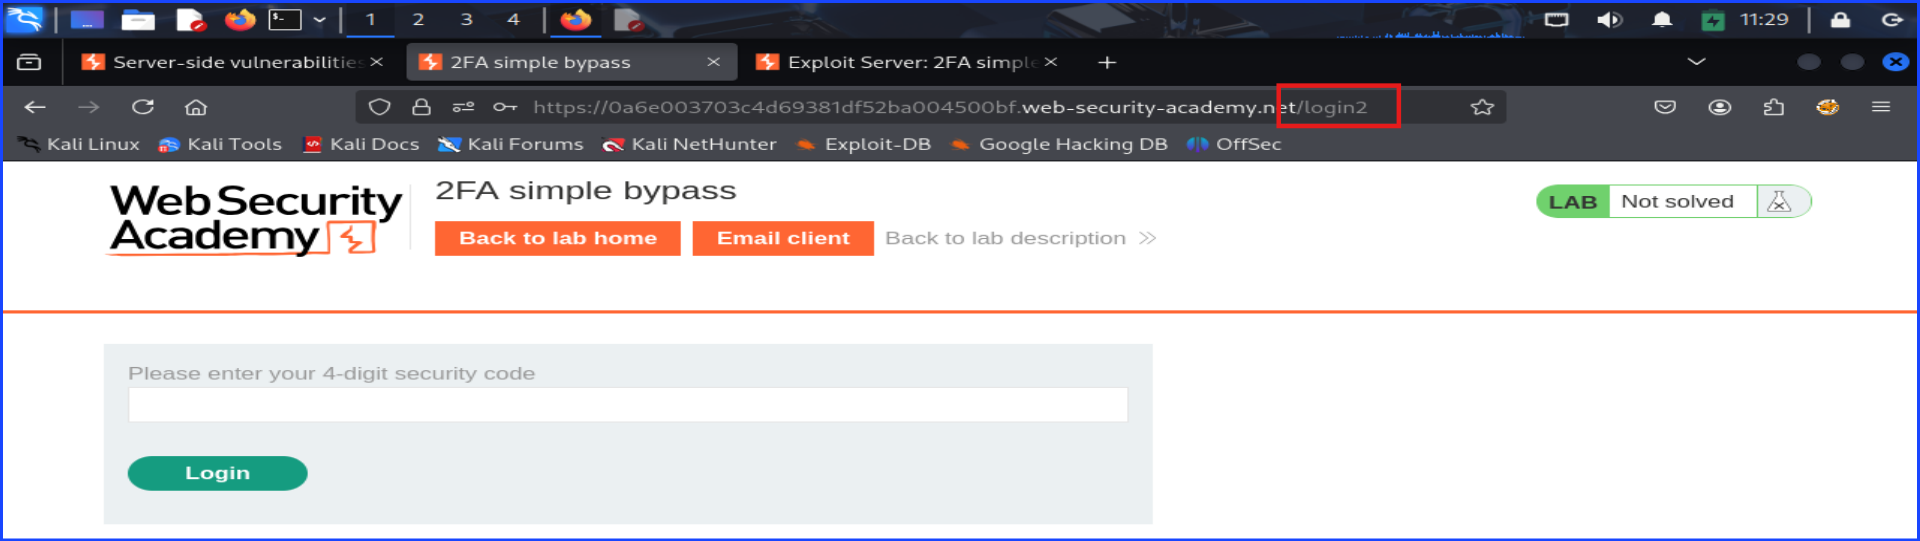 1 2 3 4 11:29
Server-side vulnerabilities 2FA simple bypass Exploit Server: 2FA simple
https://0a6e003703c4d69381df52ba004500bf.web-security-academy.net/login2
Kali Linux Kali Tools Kali Docs Kali Forums Kali NetHunter Exploit-DB Google Hacking DB OffSec
Web Security
Academy
2FA simple bypass
Back to lab home Email client Back to lab description
LAB Not solved
Please enter your 4-digit security code
Login